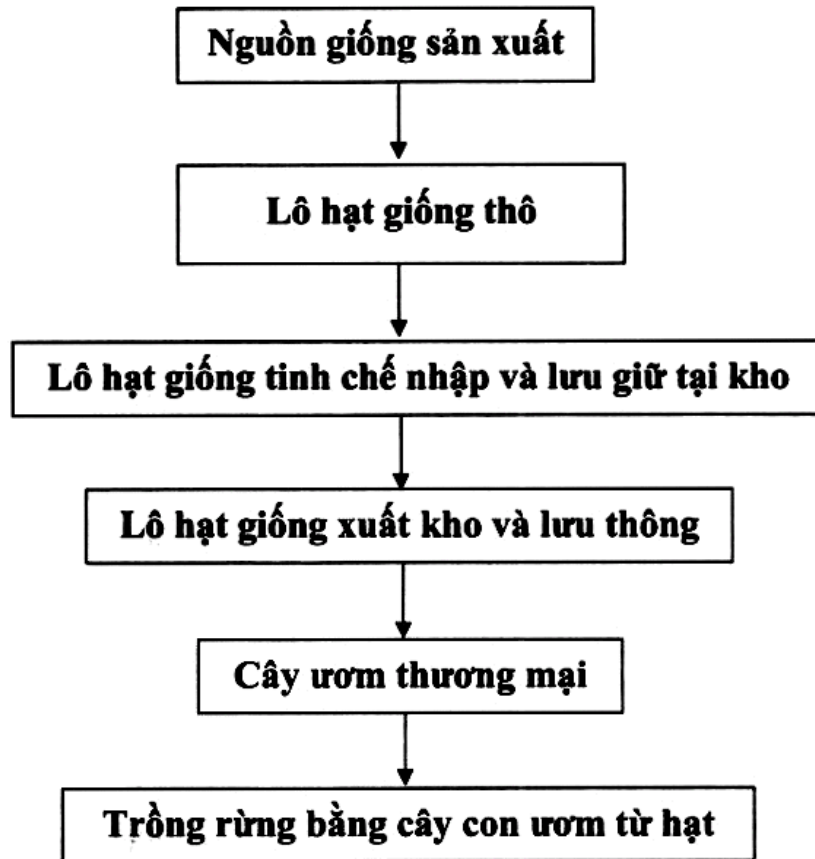 Nguồn giống sản xuất
Lô hạt giống thô
Lô hạt giống tinh chế nhập và lưu giữ tại kho
Lô hạt giống xuất kho và lưu thông
Cây ươm thương mại
Trồng rừng bằng cây con ươm từ hạt